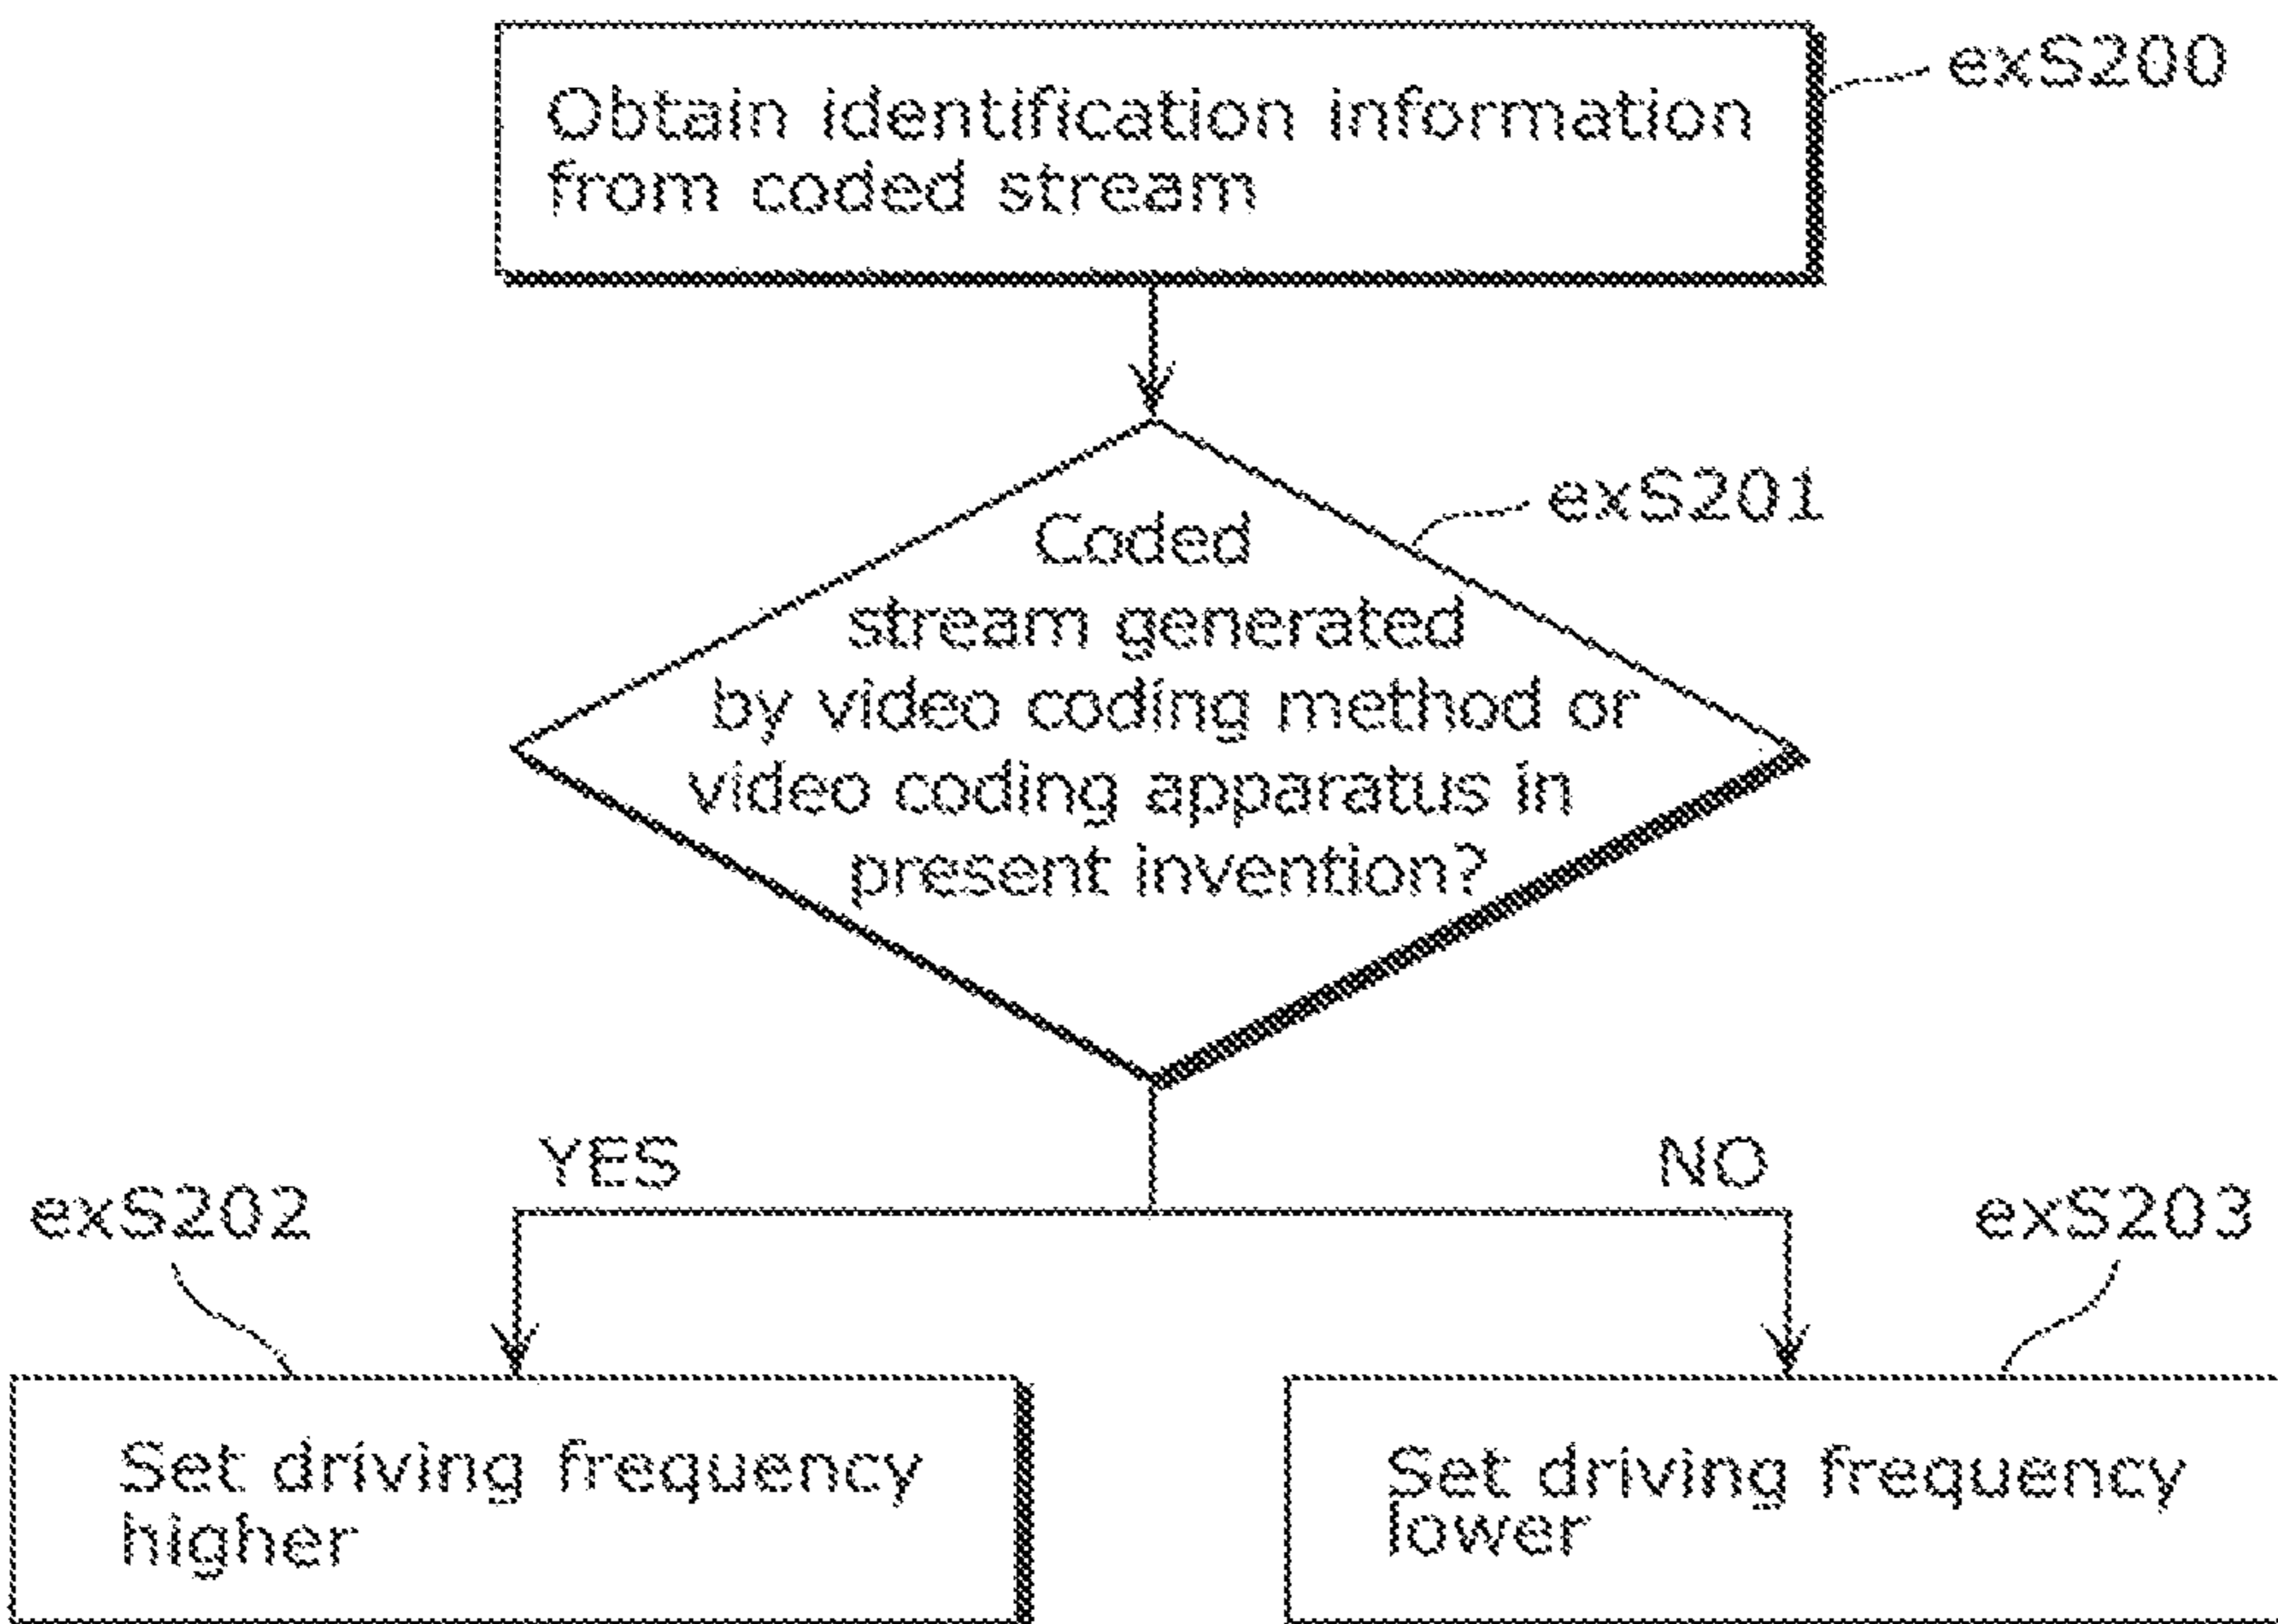 exS200
Obtain identification information
from coded stream
exS201
Coded
stream generated
by video coding method or
video coding apparatus in
present invention?
YES
NO
exS202
exS203
Set driving frequency
higher
Set driving frequency
lower